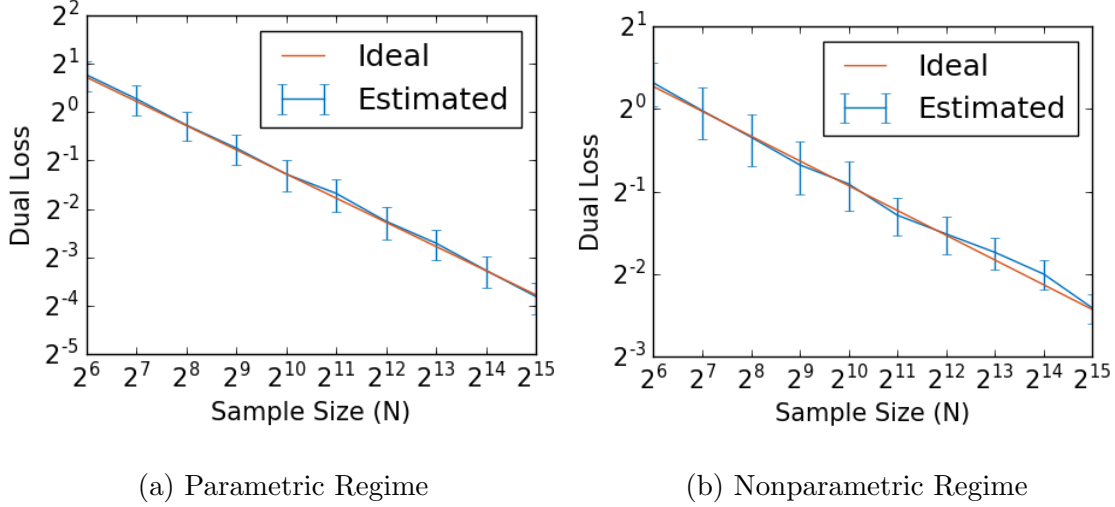 2^2
2^1
2^0
2^-1
2^-2
2^-3
2^-4
2^-5
Dual Loss
Ideal
Estimated
2^6 2^7 2^8 2^9 2^10 2^11 2^12 2^13 2^14 2^15
Sample Size (N)
(a) Parametric Regime
2^1
2^0
2^-1
2^-2
2^-3
Dual Loss
Ideal
Estimated
2^6 2^7 2^8 2^9 2^10 2^11 2^12 2^13 2^14 2^15
Sample Size (N)
(b) Nonparametric Regime